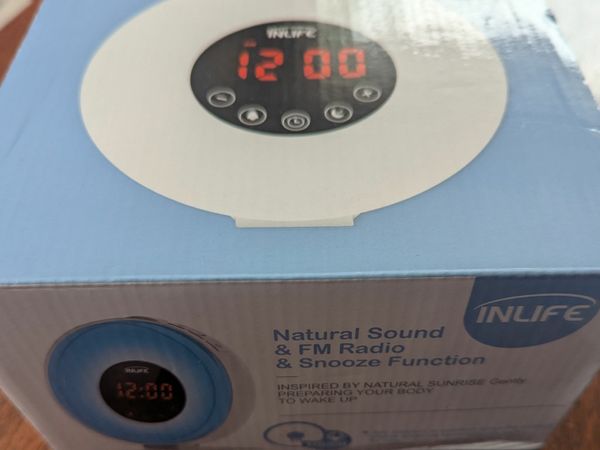 INLIFE
12 00
INLIFE
INLIFE
12:00
Natural Sound
& FM Radio
& Snooze Function
INSPIRED BY NATURAL SUNRISE Gently
PREPARING YOUR BODY
TO WAKE UP